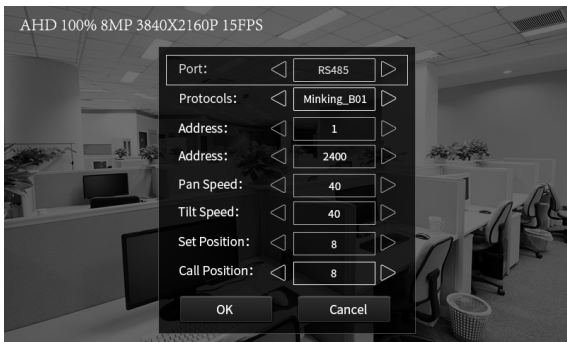 AHD 100% 8MP 3840X2160P 15FPS
Port: RS485
Protocols: Minking_B01
Address: 1
Address: 2400
Pan Speed: 40
Tilt Speed: 40
Set Position: 8
Call Position: 8
OK Cancel